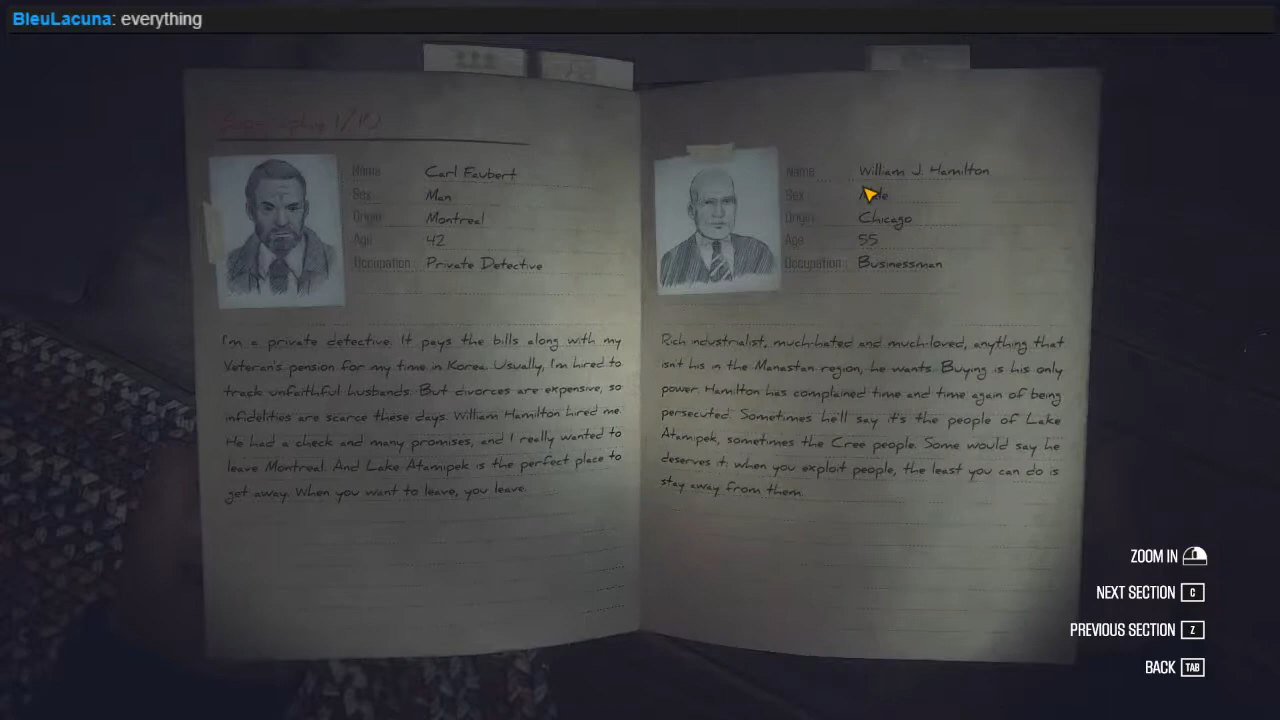 BleuLacuna: everything
1/10
Name Carl Faubert
Sex Man
Origin Montreal
Age 42
Occupation Private Detective
I'm a private detective. It pays the bills along with my
Veteran's pension for my time in Korea. Usually, I'm hired to
track unfaithful husbands. But divorces are expensive, so
infidelities are scarce these days. William Hamilton hired me.
He had a check and many promises, and I really wanted to
leave Montreal. And Lake Atamipek is the perfect place to
get away. When you want to leave, you leave.
Name William J. Hamilton
Sex
Origin Chicago
Age 55
Occupation Businessman
Rich industrialist, much-hated and much-loved, anything that
isn't his in the Manastan region, he wants. Buying is his only
power. Hamilton has complained time and time again of being
persecuted. Sometimes he'll say it's the people of Lake
Atamipek, sometimes the Cree people. Some would say he
deserves it: when you exploit people, the least you can do is
stay away from them.
ZOOM IN
NEXT SECTION C
PREVIOUS SECTION Z
BACK TAB